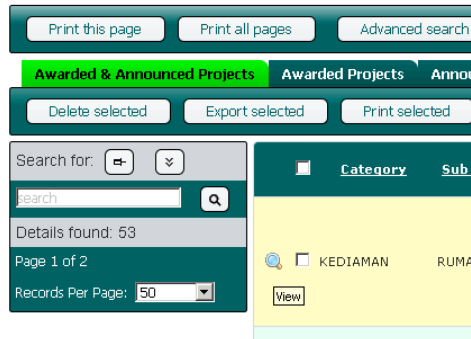 Print this page Print all pages Advanced search
Awarded & Announced Projects Awarded Projects
Delete selected Export selected Print selected
Search for:
search
Details found: 53
Page 1 of 2
Records Per Page: 50
Category Sub
KEDIAMAN
View